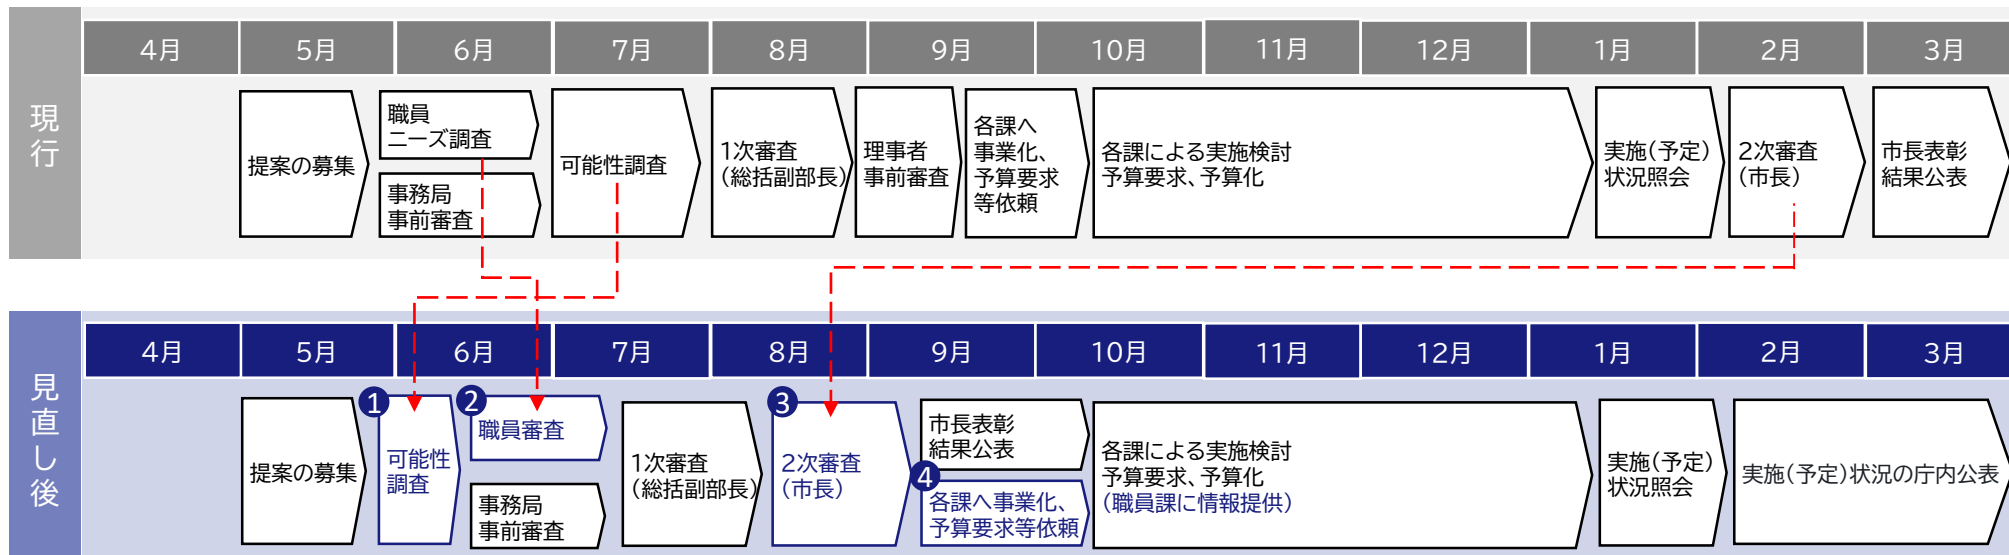 現行
4月
5月
6月
7月
8月
9月
10月
11月
12月
1月
2月
3月
提案の募集
職員
ニーズ調査
事務局
事前審査
可能性調査
1次審査
(総括副部長)
理事者
事前審査
各課へ
事業化、
予算要求
等依頼
各課による実施検討
予算要求、予算化
実施(予定)
状況照会
2次審査
(市長)
市長表彰
結果公表
見直し後
4月
5月
6月
7月
8月
9月
10月
11月
12月
1月
2月
3月
提案の募集
1
可能性
調査
2
職員審査
事務局
事前審査
1次審査
(総括副部長)
3
2次審査
(市長)
市長表彰
結果公表
4
各課へ事業化、
予算要求等依頼
各課による実施検討
予算要求、予算化
(職員課に情報提供)
実施(予定)
状況照会
実施(予定)状況の庁内公表